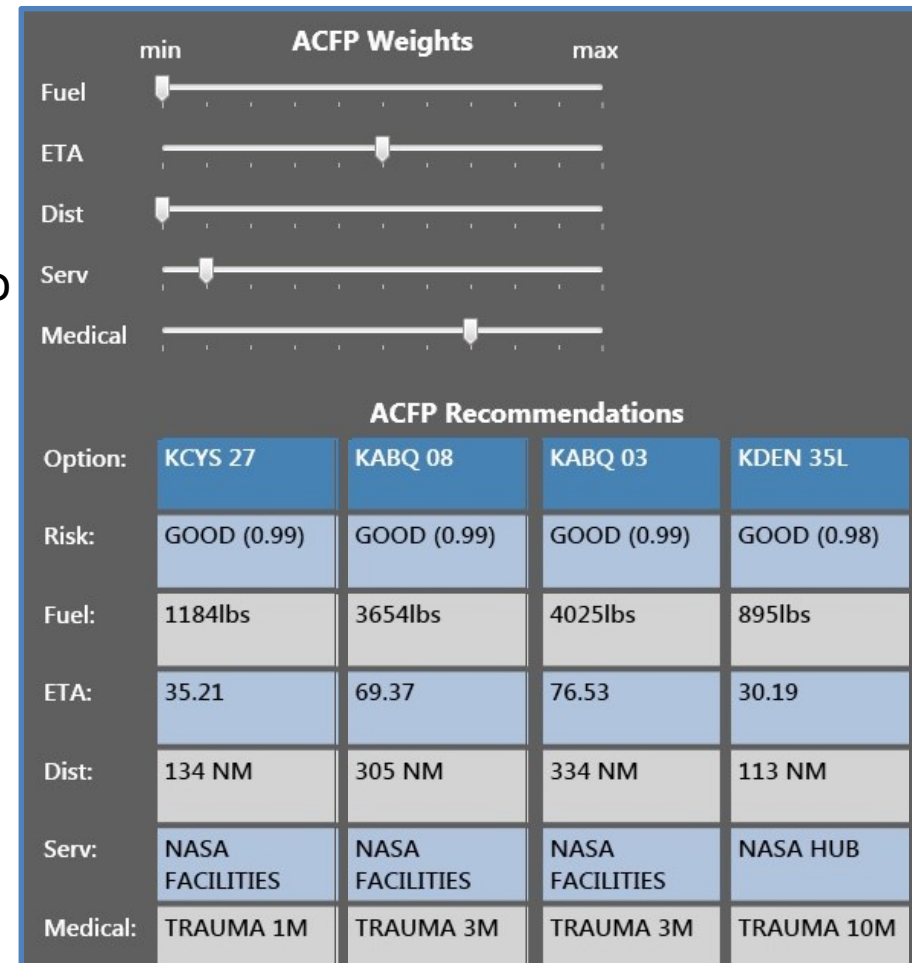 min ACFP Weights max
Fuel
ETA
Dist
Serv
Medical
ACFP Recommendations
Option: KCYS 27 KABQ 08 KABQ 03 KDEN 35L
Risk: GOOD (0.99) GOOD (0.99) GOOD (0.99) GOOD (0.98)
Fuel: 1184lbs 3654lbs 4025lbs 895lbs
ETA: 35.21 69.37 76.53 30.19
Dist: 134 NM 305 NM 334 NM 113 NM
Serv: NASA NASA NASA NASA HUB
FACILITIES FACILITIES FACILITIES
Medical: TRAUMA 1M TRAUMA 3M TRAUMA 3M TRAUMA 10M